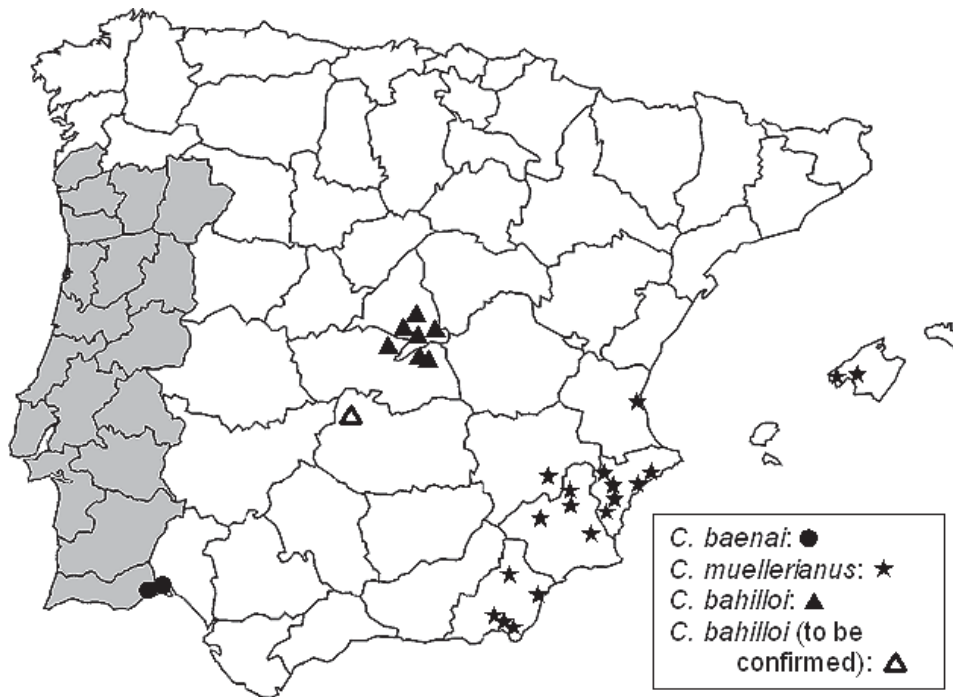 C. baenai:
C. muellerianus:
C. bahilloi:
C. bahilloi (to be
confirmed):